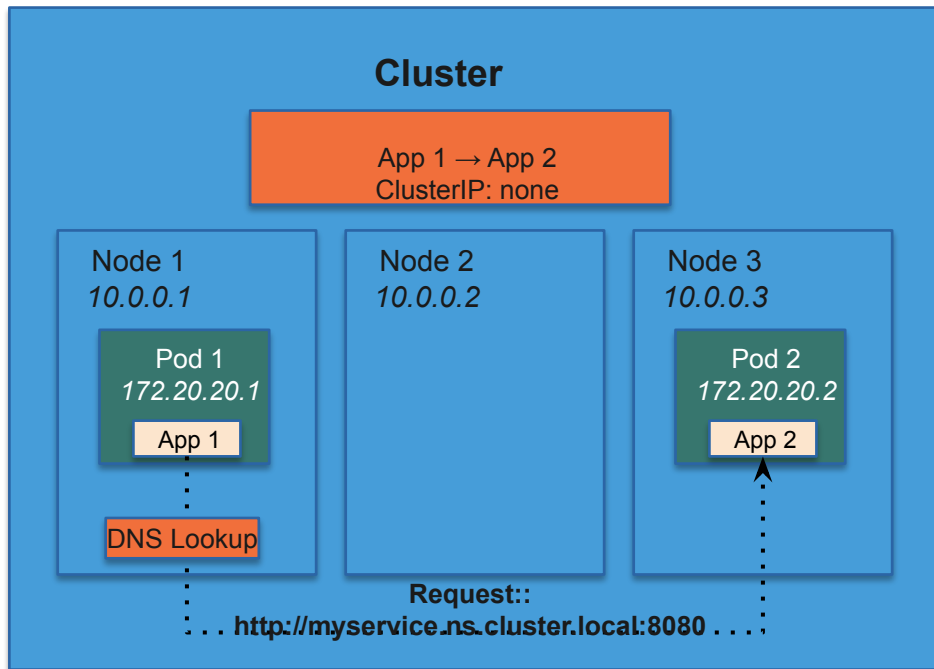 Cluster
App 1 → App 2
ClusterIP: none
Node 1
10.0.0.1
Pod 1
172.20.20.1
App 1
DNS Lookup
Node 2
10.0.0.2
Node 3
10.0.0.3
Pod 2
172.20.20.2
App 2
Request::
http://myservice.ns.cluster.local:8080